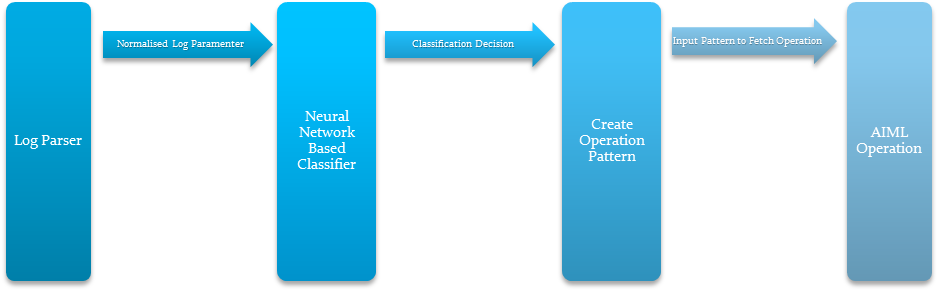 Log Parser
Normalised Log Paramenter
Neural
Network
Based
Classifier
Classification Decision
Create
Operation
Pattern
Input Pattern to Fetch Operation
AIML
Operation